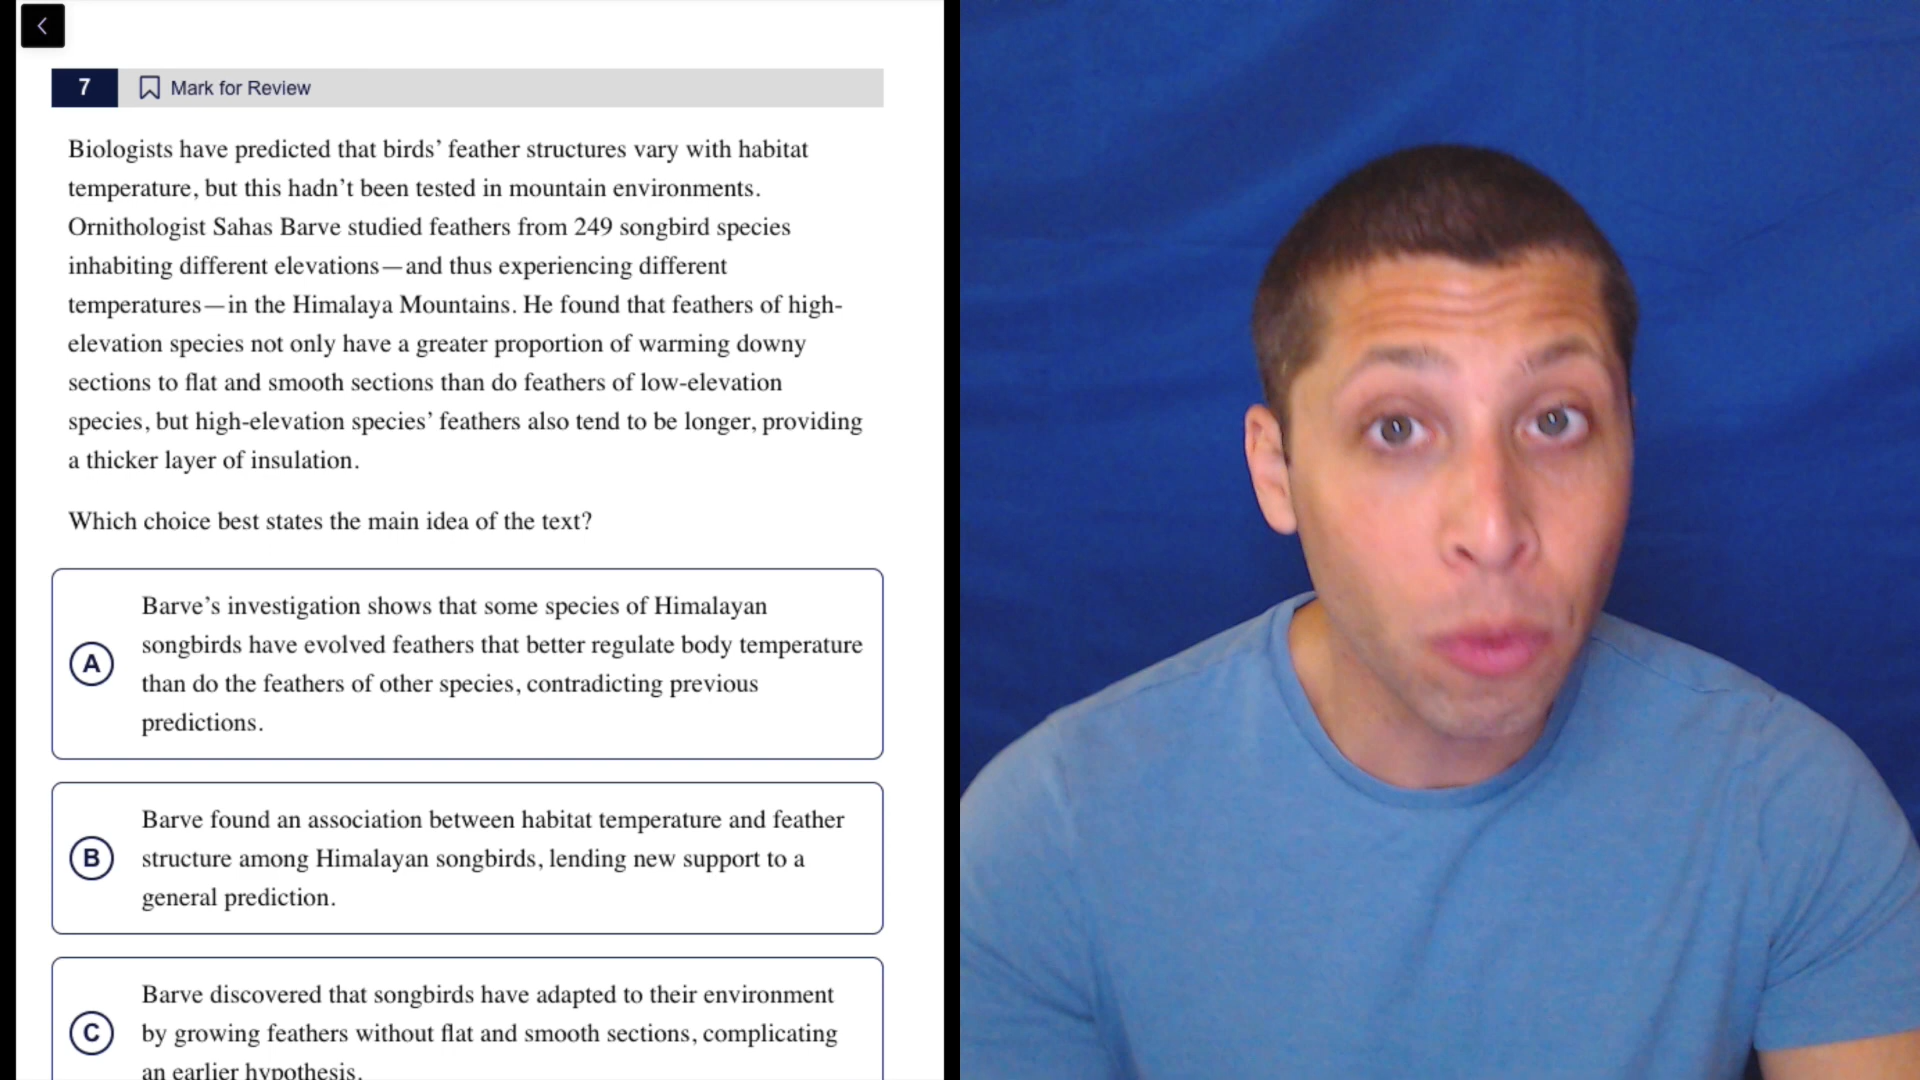 7
Mark for Review
Biologists have predicted that birds’ feather structures vary with habitat
temperature, but this hadn’t been tested in mountain environments.
Ornithologist Sahas Barve studied feathers from 249 songbird species
inhabiting different elevations—and thus experiencing different
temperatures—in the Himalaya Mountains. He found that feathers of high-
elevation species not only have a greater proportion of warming downy
sections to flat and smooth sections than do feathers of low-elevation
species, but high-elevation species’ feathers also tend to be longer, providing
a thicker layer of insulation.
Which choice best states the main idea of the text?
A
Barve’s investigation shows that some species of Himalayan
songbirds have evolved feathers that better regulate body temperature
than do the feathers of other species, contradicting previous
predictions.
B
Barve found an association between habitat temperature and feather
structure among Himalayan songbirds, lending new support to a
general prediction.
C
Barve discovered that songbirds have adapted to their environment
by growing feathers without flat and smooth sections, complicating
an earlier hypothesis.